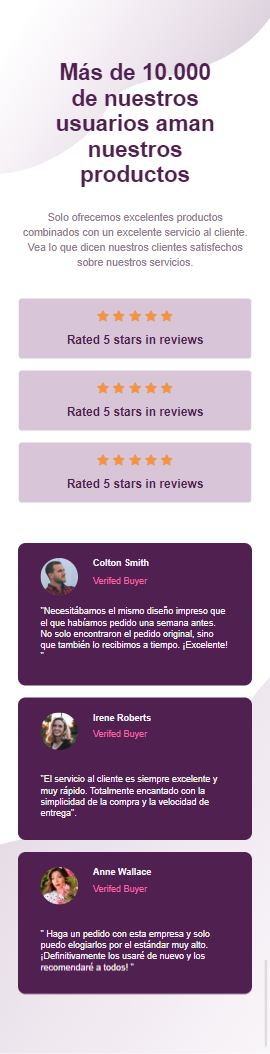 Más de 10.000
de nuestros
usuarios aman
nuestros
productos
Solo ofrecemos excelentes productos
combinados con un excelente servicio al cliente.
Vea lo que dicen nuestros clientes satisfechos
sobre nuestros servicios.
Rated 5 stars in reviews
Rated 5 stars in reviews
Rated 5 stars in reviews
Colton Smith
Verifed Buyer
"Necesitábamos el mismo diseño impreso que
el que habíamos pedido una semana antes.
No solo encontraron el pedido original, sino
que también lo recibimos a tiempo. ¡Excelente!
"
Irene Roberts
Verifed Buyer
"El servicio al cliente es siempre excelente y
muy rápido. Totalmente encantado con la
simplicidad de la compra y la velocidad de
entrega".
Anne Wallace
Verifed Buyer
" Haga un pedido con esta empresa y solo
puedo elogiarlos por el estándar muy alto.
¡Definitivamente los usaré de nuevo y los
recomendaré a todos! "